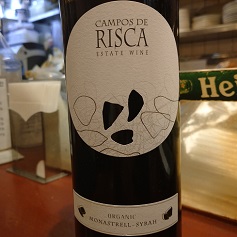 CAMPOS DE
RISCA
ESTATE WINE
He
ORGANIC
MONASTRELL - SYRAH